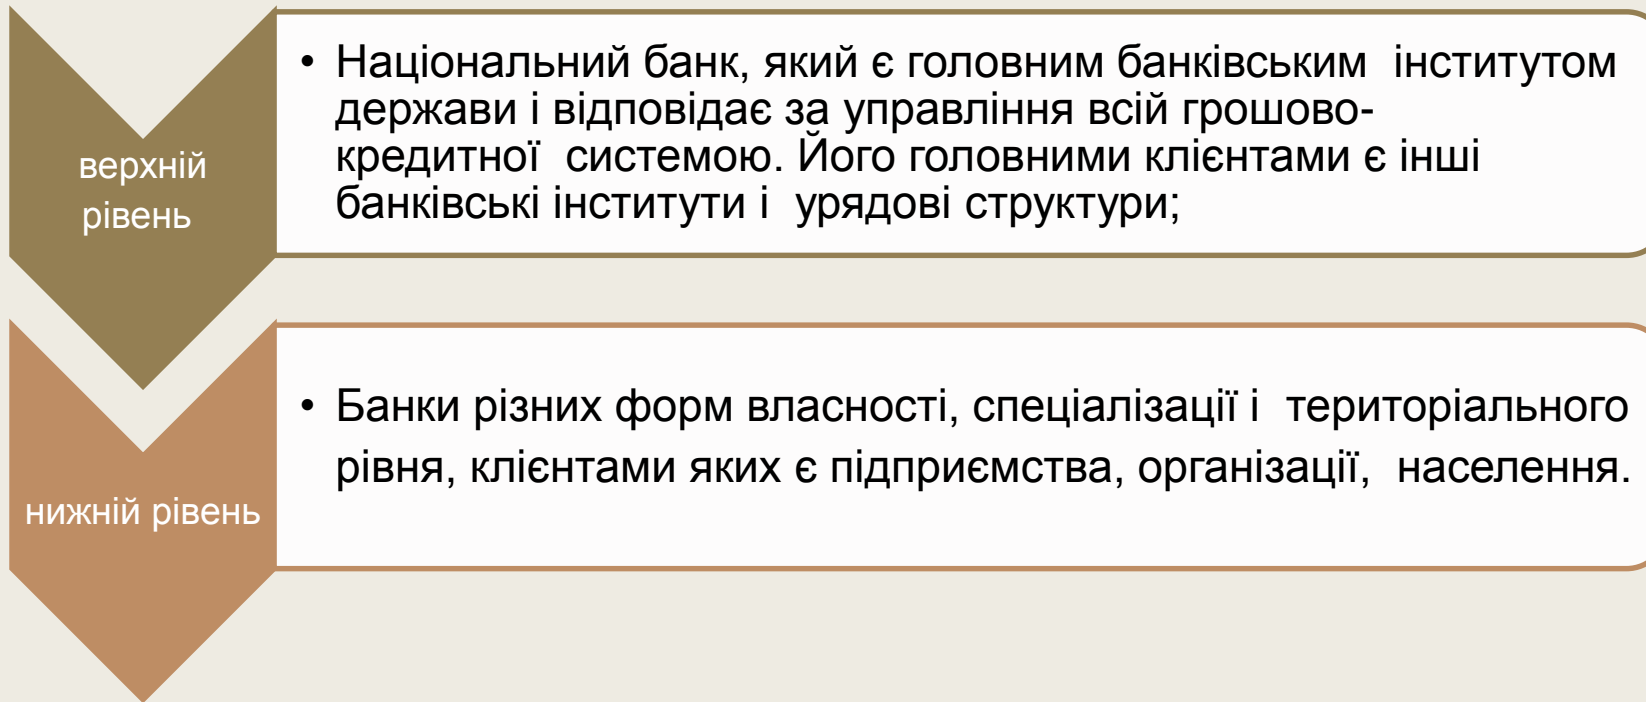 верхній
рівень
• Національний банк, який є головним банківським інститутом
держави і відповідає за управління всій грошово-
кредитної системою. Його головними клієнтами є інші
банківські інститути і урядові структури;
нижній рівень
• Банки різних форм власності, спеціалізації і територіального
рівня, клієнтами яких є підприємства, організації, населення.